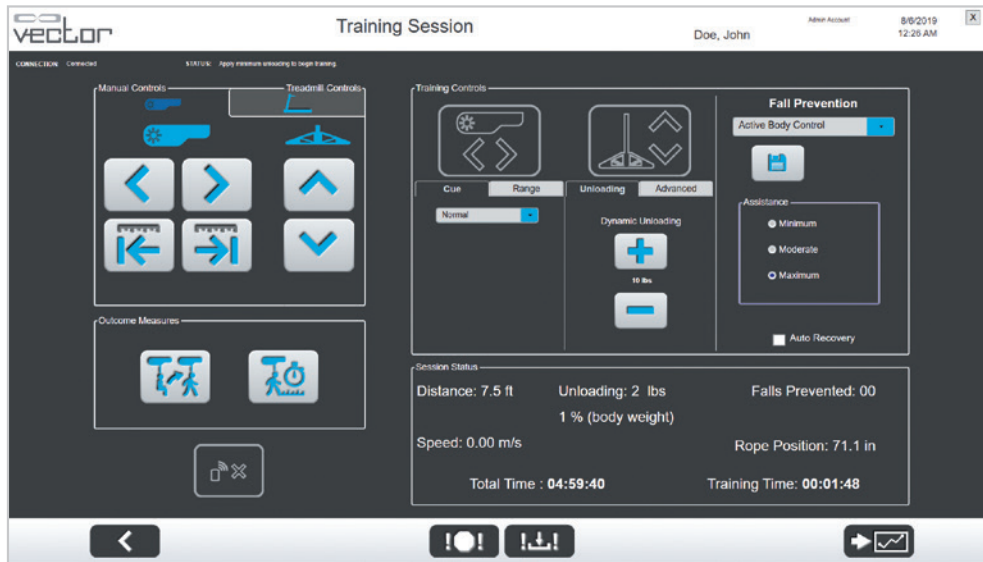 vector
Training Session
Admin Account
Doe, John
8/6/2019
12:26 AM
X
CONNECTION: Connected
STATUS: Apply minimum unloading to begin training.
Manual Controls
Treadmill Controls
Outcome Measures
Training Controls
Cue
Range
Normal
Unloading
Advanced
Dynamic Unloading
10 lbs
Fall Prevention
Active Body Control
Assistance
Minimum
Moderate
Maximum
Auto Recovery
Session Status
Distance: 7.5 ft
Unloading: 2 lbs
Falls Prevented: 00
1 % (body weight)
Speed: 0.00 m/s
Rope Position: 71.1 in
Total Time : 04:59:40
Training Time: 00:01:48